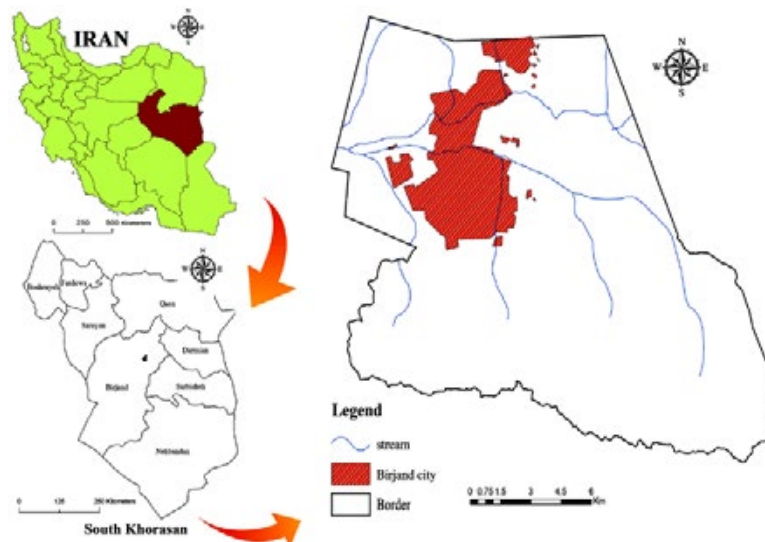 IRAN
N
W E
S
0 250 500 Kilometers
N
W E
S
Boshruyeh
Ferdows
Qaen
Sarayan
Darmian
Birjand
Sarbisheh
Nehbandan
0 125 250 Kilometers
South Khorasan
N
W E
S
Legend
stream
Birjand city
Border
0 0.75 1.5 3 4.5 6
Km